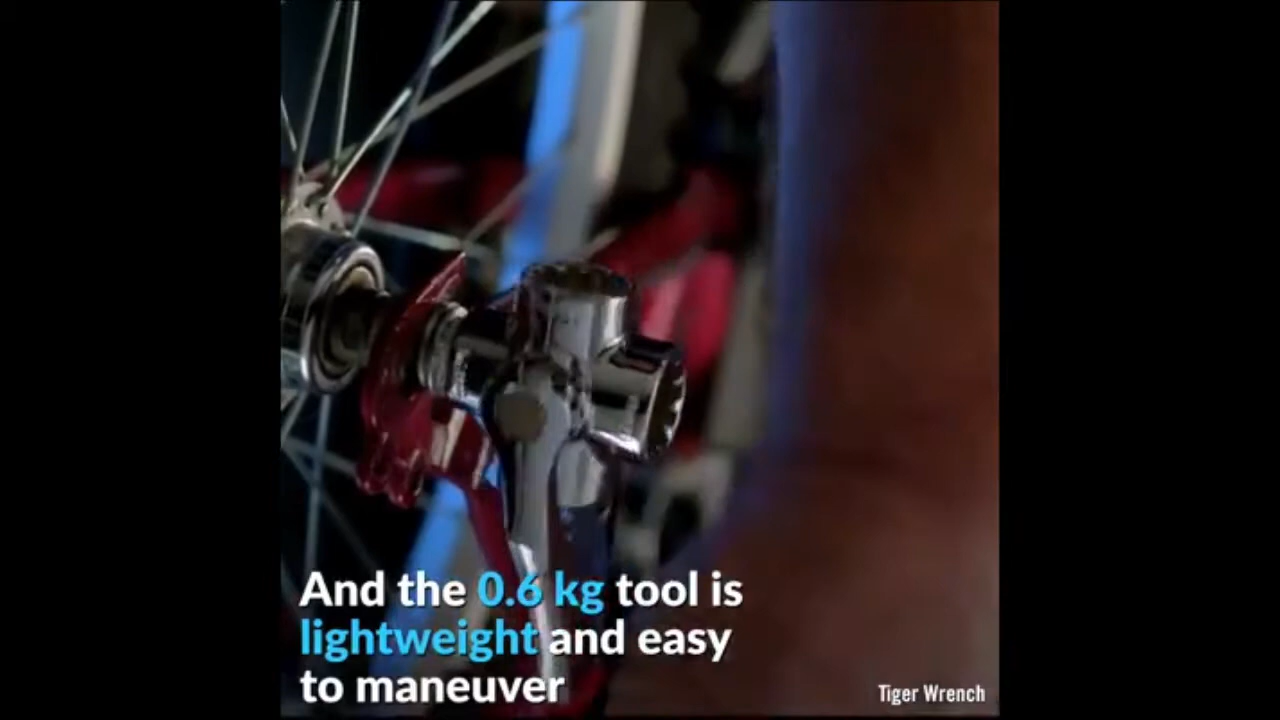 And the 0.6 kg tool is
lightweight and easy
to maneuver
Tiger Wrench